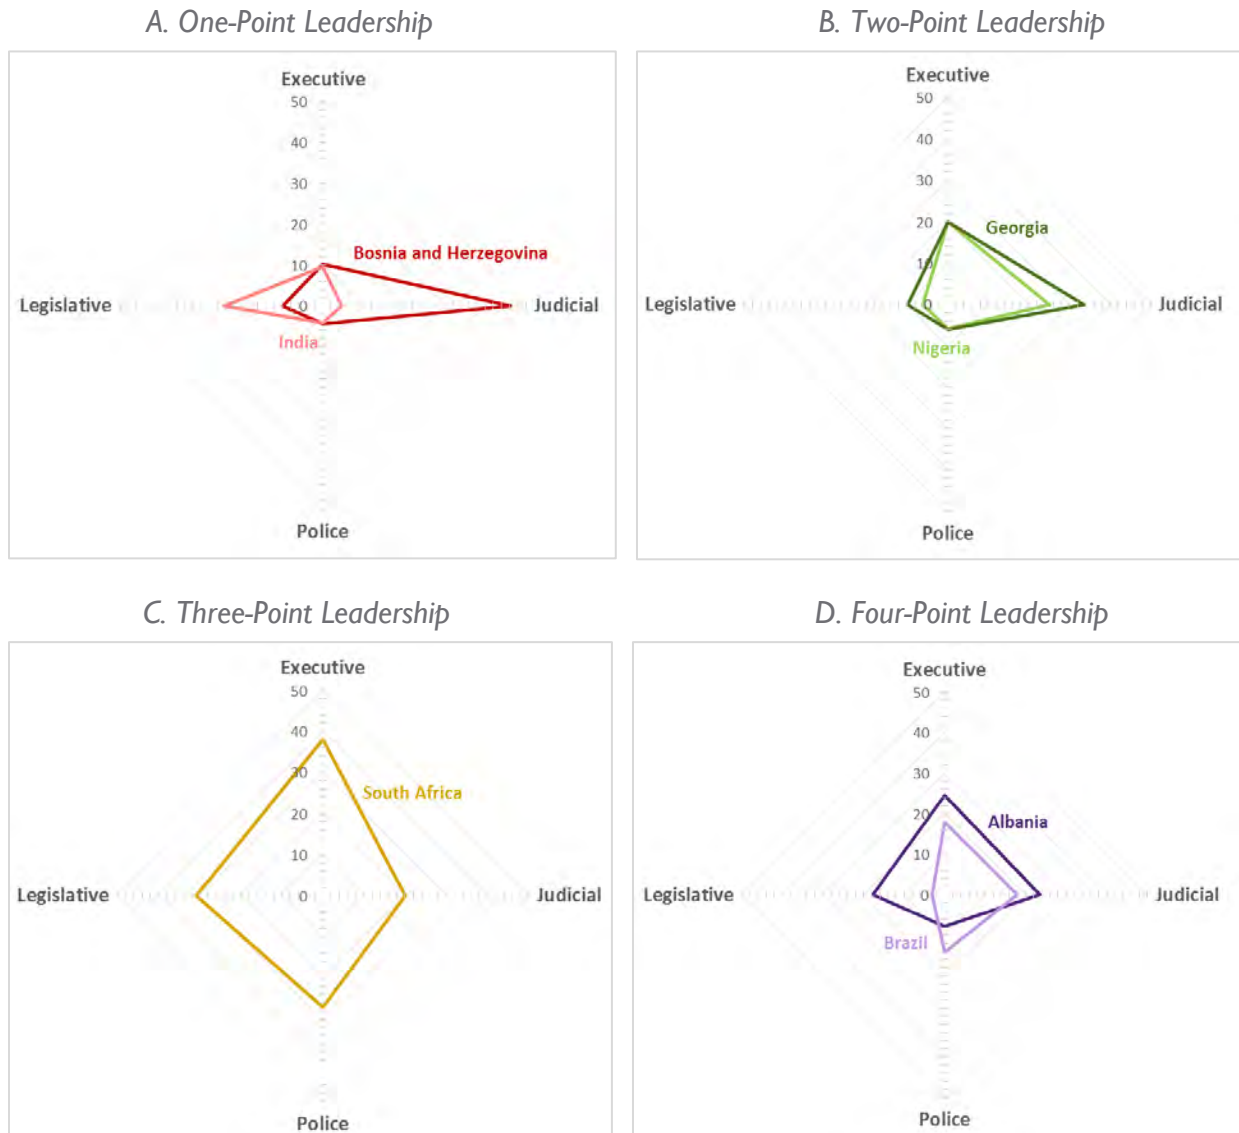 A. One-Point Leadership
Executive
50
40
30
20
10
0
Bosnia and Herzegovina
Legislative
Judicial
India
Police
B. Two-Point Leadership
Executive
50
40
30
20
10
0
Georgia
Legislative
Judicial
Nigeria
Police
C. Three-Point Leadership
Executive
50
40
30
20
10
0
South Africa
Legislative
Judicial
Police
D. Four-Point Leadership
Executive
50
40
30
20
10
0
Albania
Legislative
Judicial
Brazil
Police